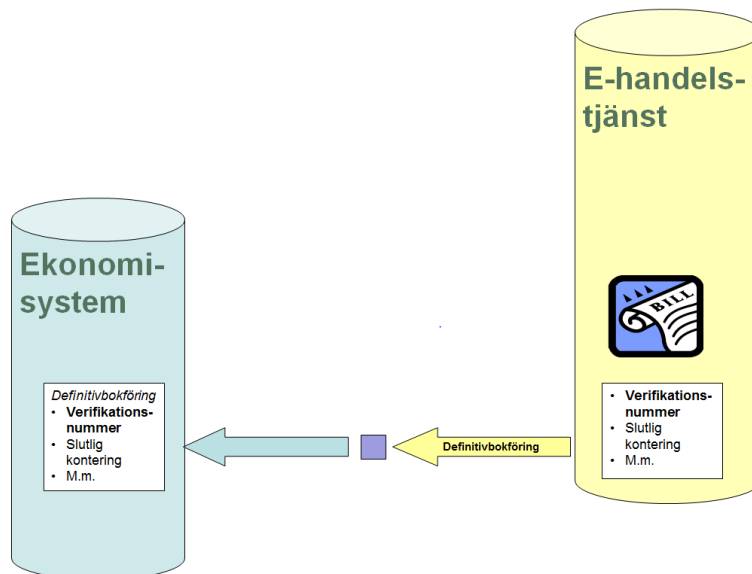 E-handels-
tjänst
Ekonomi-
system
BILL
Definitivbokföring
• Verifikations-
nummer
• Slutlig
kontering
• M.m.
Definitivbokföring
• Verifikations-
nummer
• Slutlig
kontering
• M.m.